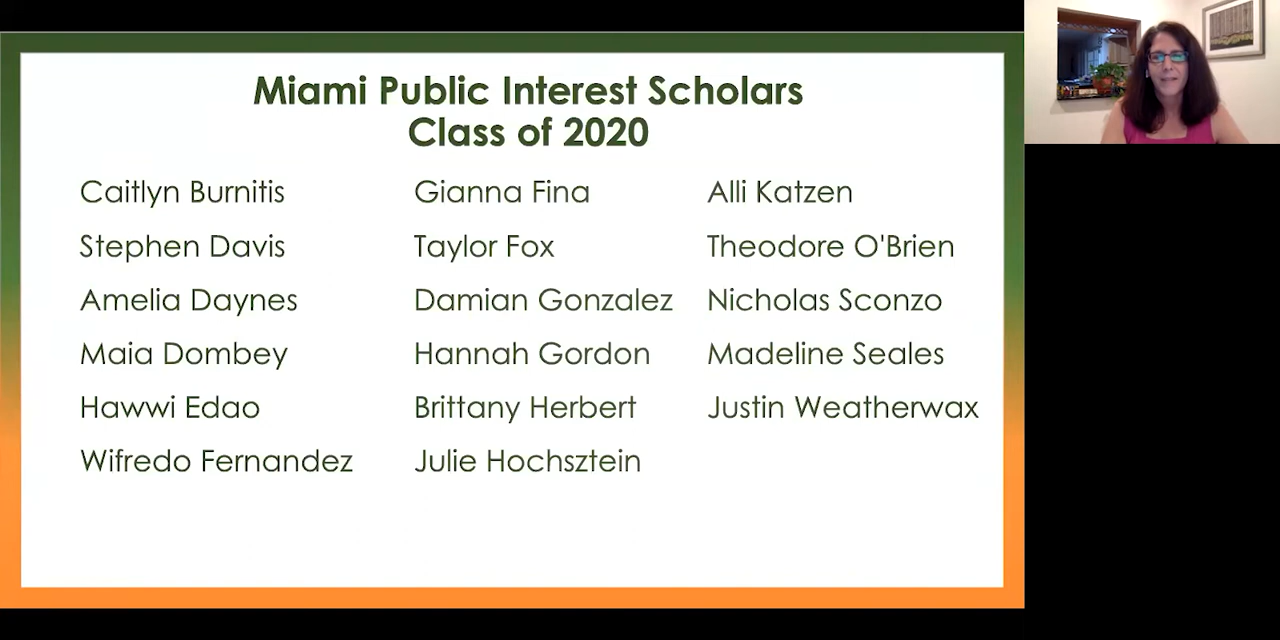 Miami Public Interest Scholars
Class of 2020
Caitlyn Burnitis
Stephen Davis
Amelia Daynes
Maia Dombey
Hawwi Edao
Wifredo Fernandez
Gianna Fina
Taylor Fox
Damian Gonzalez
Hannah Gordon
Brittany Herbert
Julie Hochsztein
Alli Katzen
Theodore O'Brien
Nicholas Sconzo
Madeline Seales
Justin Weatherwax